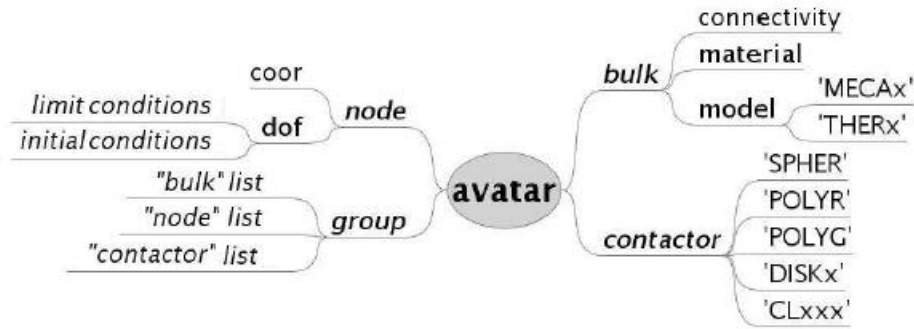 coor
limit conditions
dof
initial conditions
node
"bulk" list
"node" list
"contactor" list
group
avatar
bulk
connectivity
material
model
'MECAx'
'THERx'
contactor
'SPHER'
'POLYR'
'POLYG'
'DISKx'
'CLxxx'